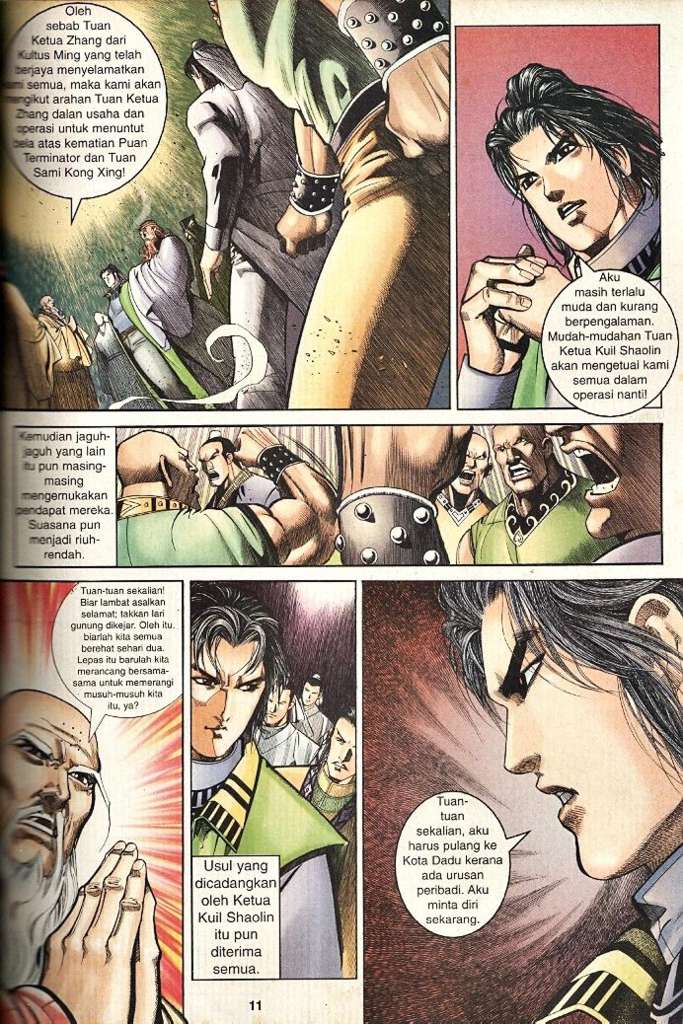 Oleh
sebab Tuan
Ketua Zhang dari
Kultus Ming yang telah
berjaya menyelamatkan
kami semua, maka kami akan
mengikut arahan Tuan Ketua
Zhang dalan usaha dan
operasi untuk menuntut
bela atas kematian Puan
Terminator dan Tuan
Sami Kong Xing!
Aku
masih terlalu
muda dan kurang
berpengalaman.
Mudah-mudahan Tuan
Ketua Kuil Shaolin
akan mengetuai kami
semua dalam
operasi nanti!
Kemudian jaguh-
jaguh yang lain
itu pun masing-
masing
mengemukakan
pendapat mereka.
Suasana pun
menjadi riuh-
rendah.
Tuan-tuan sekalian!
Biar lambat asalkan
selamat; takkan lari
gunung dikejar. Oleh itu.
biarlah kita semua
berehat sehari dua.
Lepas itu barulah kita
merancang bersama-
sama untuk memerangi
musuh-musuh kita
itu, ya?
Usul yang
dicadangkan
oleh Ketua
Kuil Shaolin
itu pun
diterima
semua.
Tuan-
tuan
sekalian, aku
harus pulang ke
Kota Dadu kerana
ada urusan
peribadi. Aku
minta diri
sekarang.
11